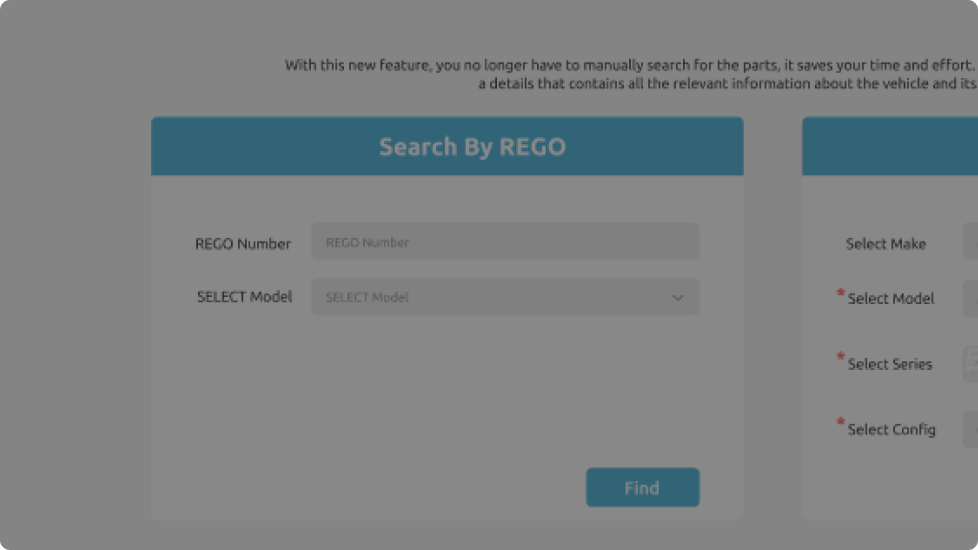 With this new feature, you no longer have to manually search for the parts, it saves your time and effort.
a details that contains all the relevant information about the vehicle and its
Search By REGO
REGO Number
REGO Number
SELECT Model
SELECT Model
Find
Select Make
* Select Model
* Select Series
* Select Config